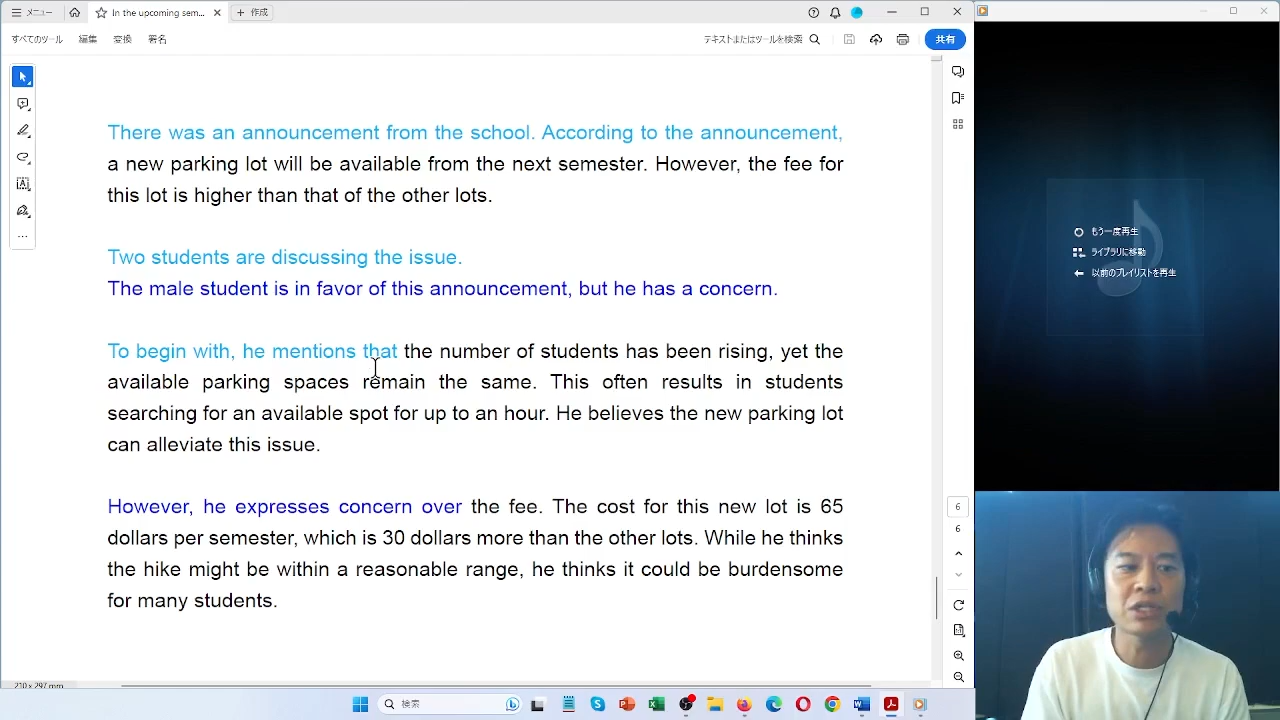 メニュー
In the upcoming sem...
作成
すべてのツール
編集
変換
署名
テキストまたはツールを検索
共有
There was an announcement from the school. According to the announcement,
a new parking lot will be available from the next semester. However, the fee for
this lot is higher than that of the other lots.
Two students are discussing the issue.
The male student is in favor of this announcement, but he has a concern.
To begin with, he mentions that the number of students has been rising, yet the
available parking spaces remain the same. This often results in students
searching for an available spot for up to an hour. He believes the new parking lot
can alleviate this issue.
However, he expresses concern over the fee. The cost for this new lot is 65
dollars per semester, which is 30 dollars more than the other lots. While he thinks
the hike might be within a reasonable range, he thinks it could be burdensome
for many students.
もう一度再生
ライブラリに移動
以前のプレイリストを再生
6
6
210 x 297 mm
検索